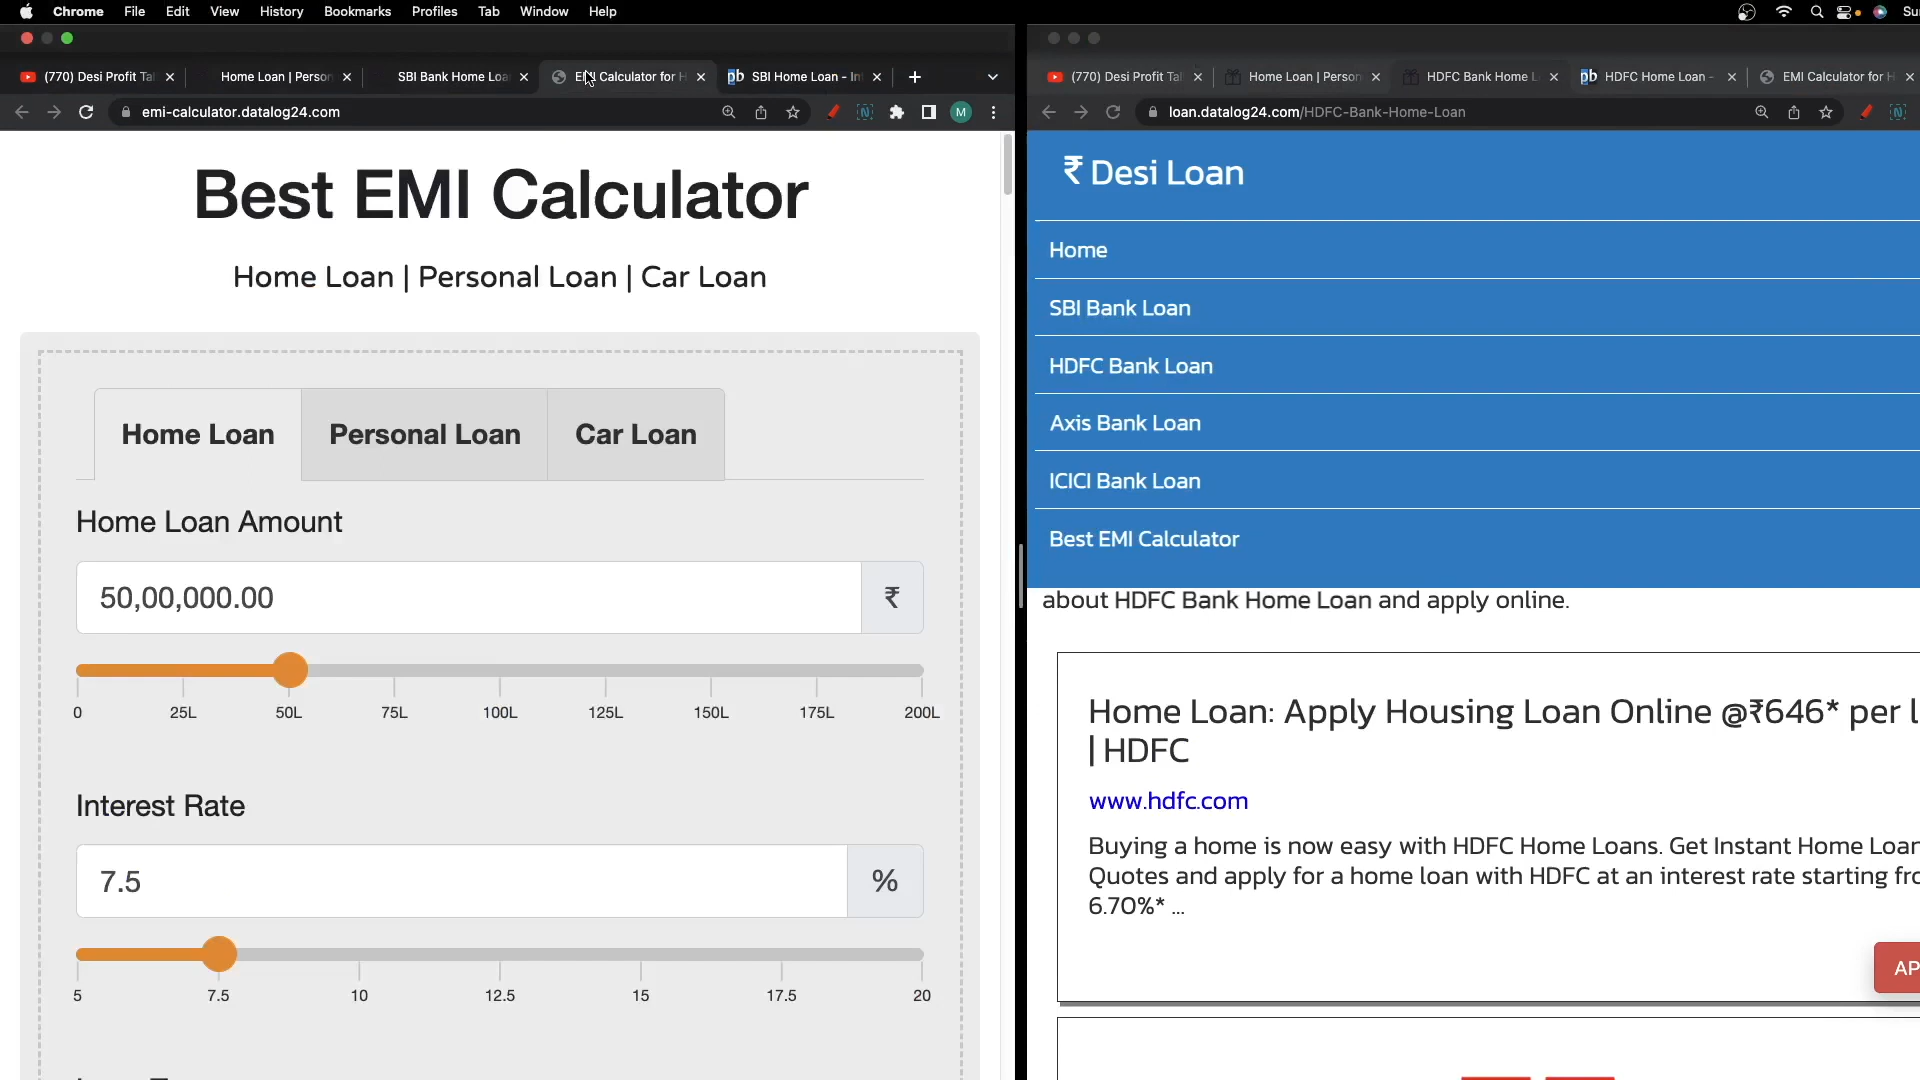 Chrome File Edit View History Bookmarks Profiles Tab Window Help
(770) Desi Profit Tal
Home Loan | Person
SBI Bank Home Loa
EMI Calculator for H
pb SBI Home Loan - In
emi-calculator.datalog24.com
M
Best EMI Calculator
Home Loan | Personal Loan | Car Loan
Home Loan Personal Loan Car Loan
Home Loan Amount
50,00,000.00 ₹
0 25L 50L 75L 100L 125L 150L 175L 200L
Interest Rate
7.5 %
5 7.5 10 12.5 15 17.5 20
(770) Desi Profit Tal
Home Loan | Person
HDFC Bank Home L
pb HDFC Home Loan -
EMI Calculator for H
loan.datalog24.com/HDFC-Bank-Home-Loan
₹ Desi Loan
Home
SBI Bank Loan
HDFC Bank Loan
Axis Bank Loan
ICICI Bank Loan
Best EMI Calculator
about HDFC Bank Home Loan and apply online.
Home Loan: Apply Housing Loan Online @₹646* per l
| HDFC
www.hdfc.com
Buying a home is now easy with HDFC Home Loans. Get Instant Home Loan
Quotes and apply for a home loan with HDFC at an interest rate starting fro
6.70%* ...
AP